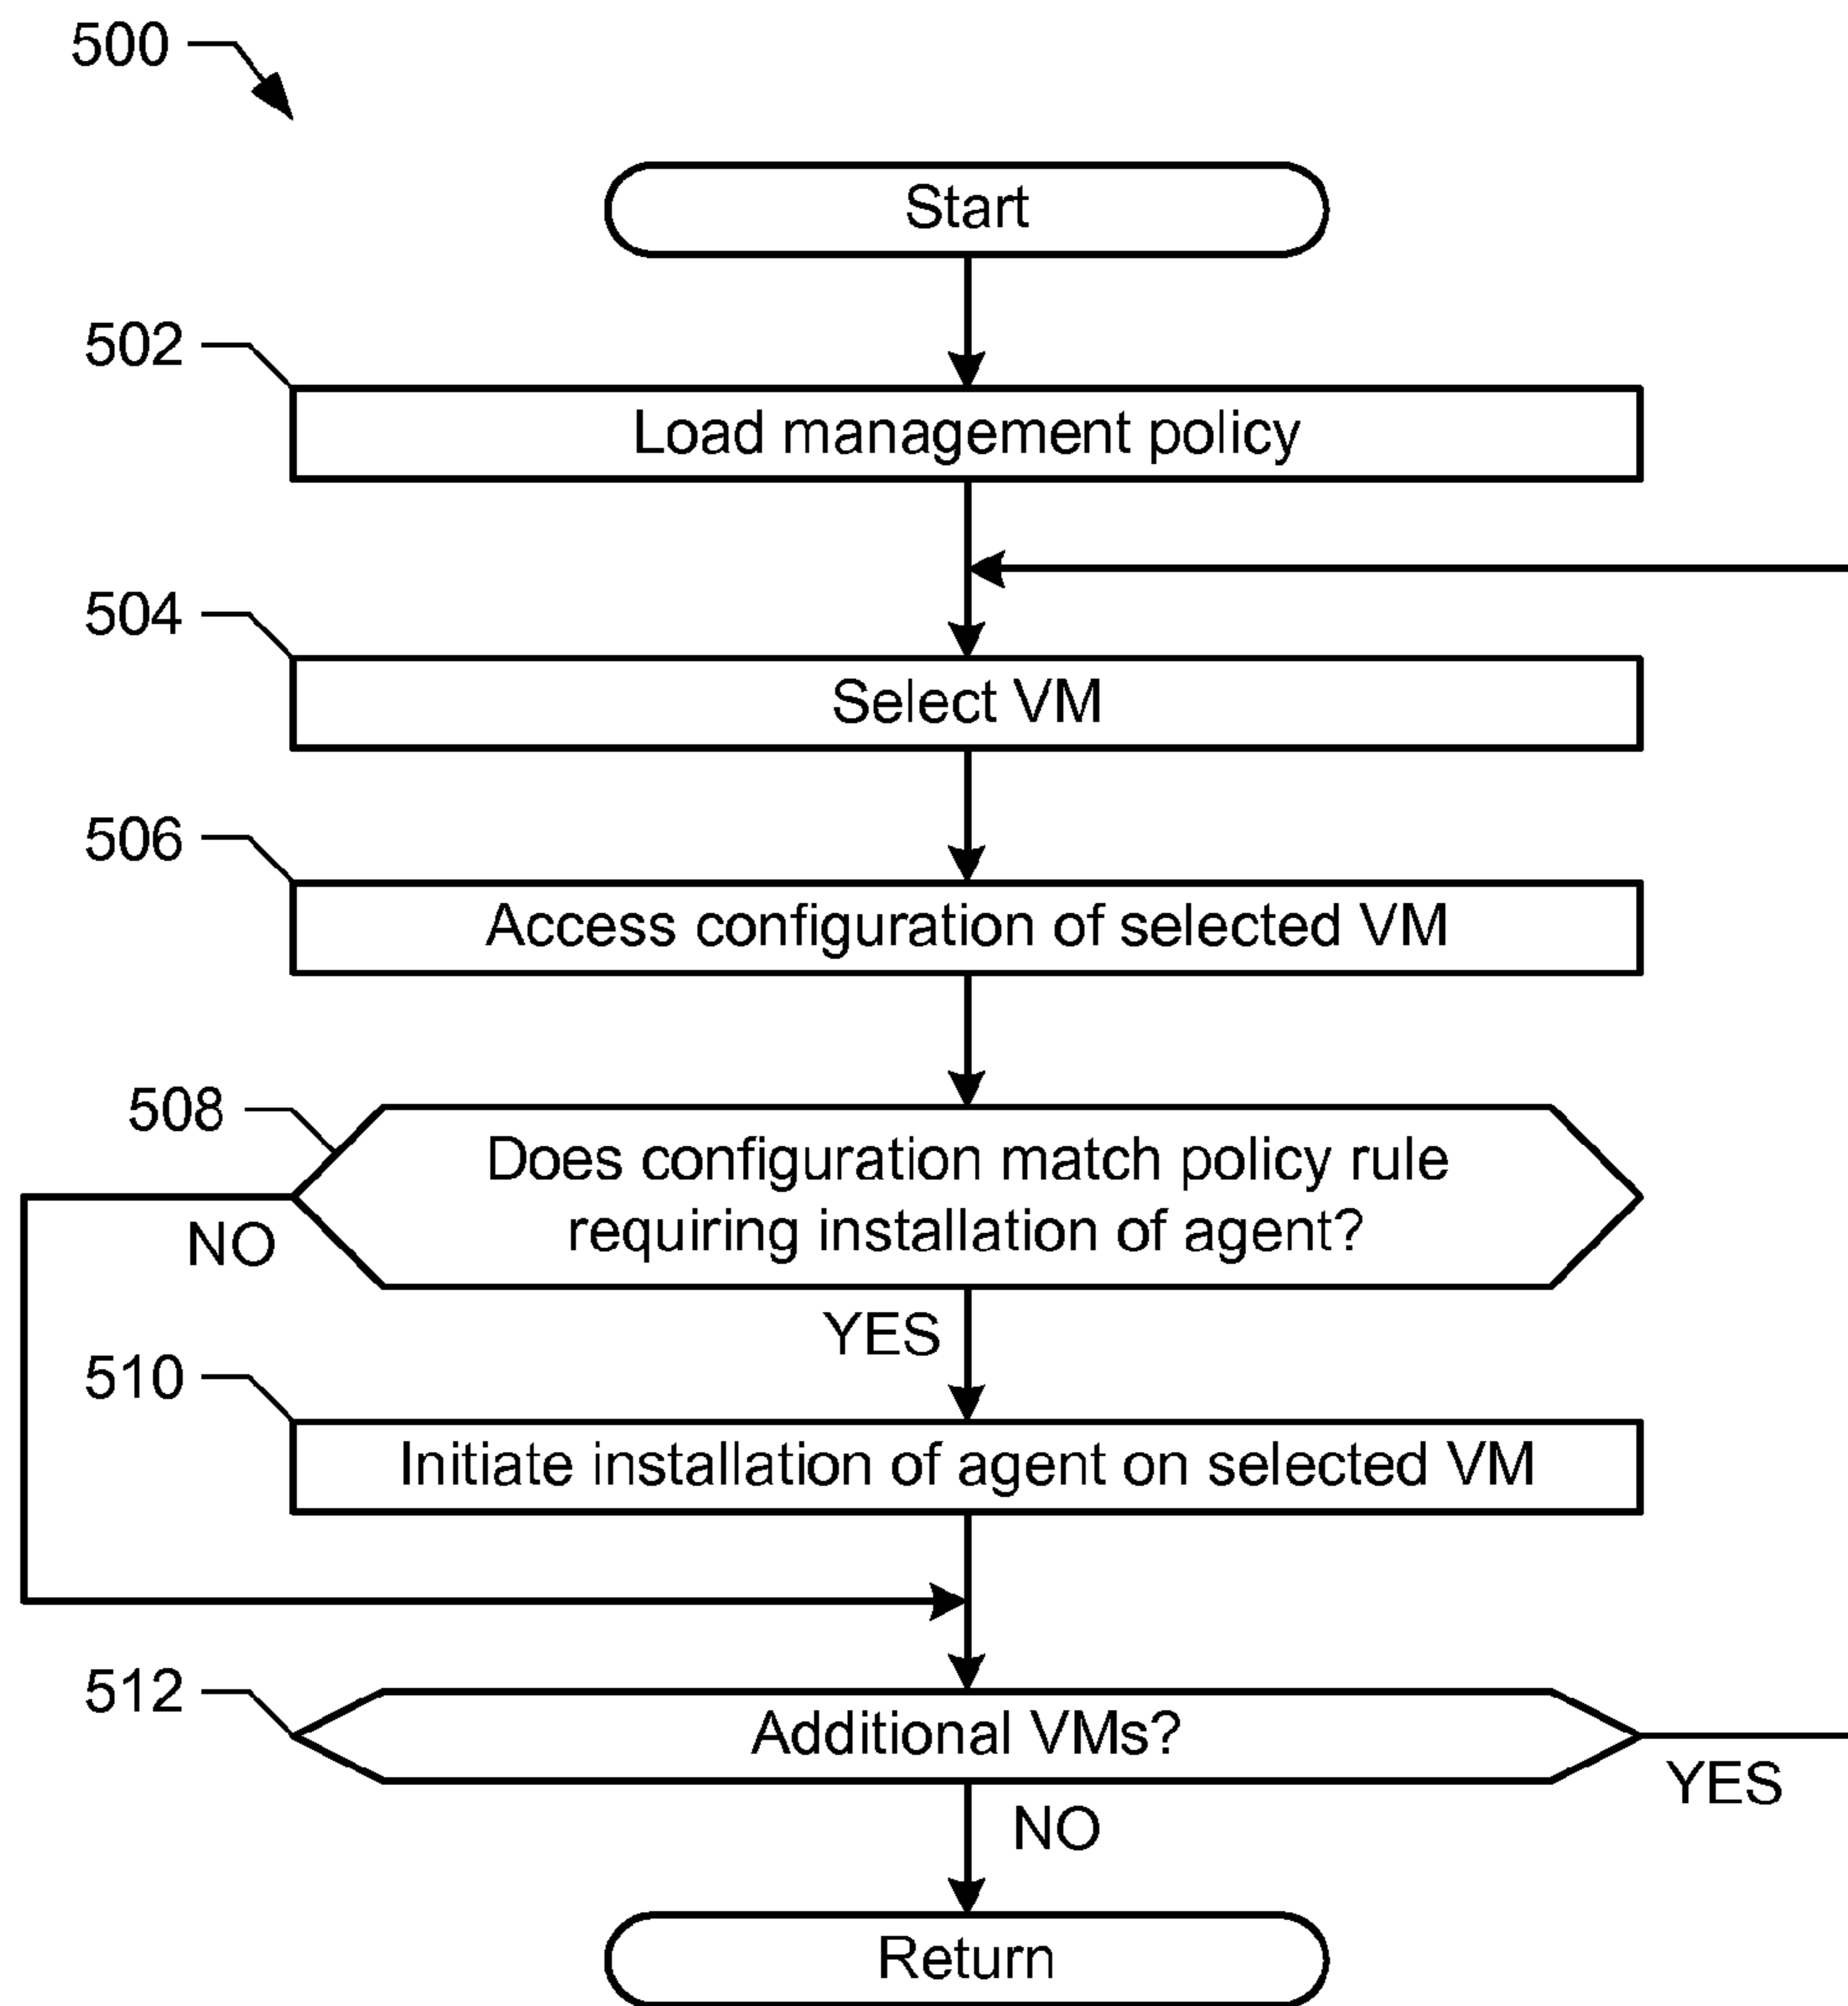 500
Start
502
Load management policy
504
Select VM
506
Access configuration of selected VM
508
Does configuration match policy rule
requiring installation of agent?
NO
YES
510
Initiate installation of agent on selected VM
512
Additional VMs?
YES
NO
Return